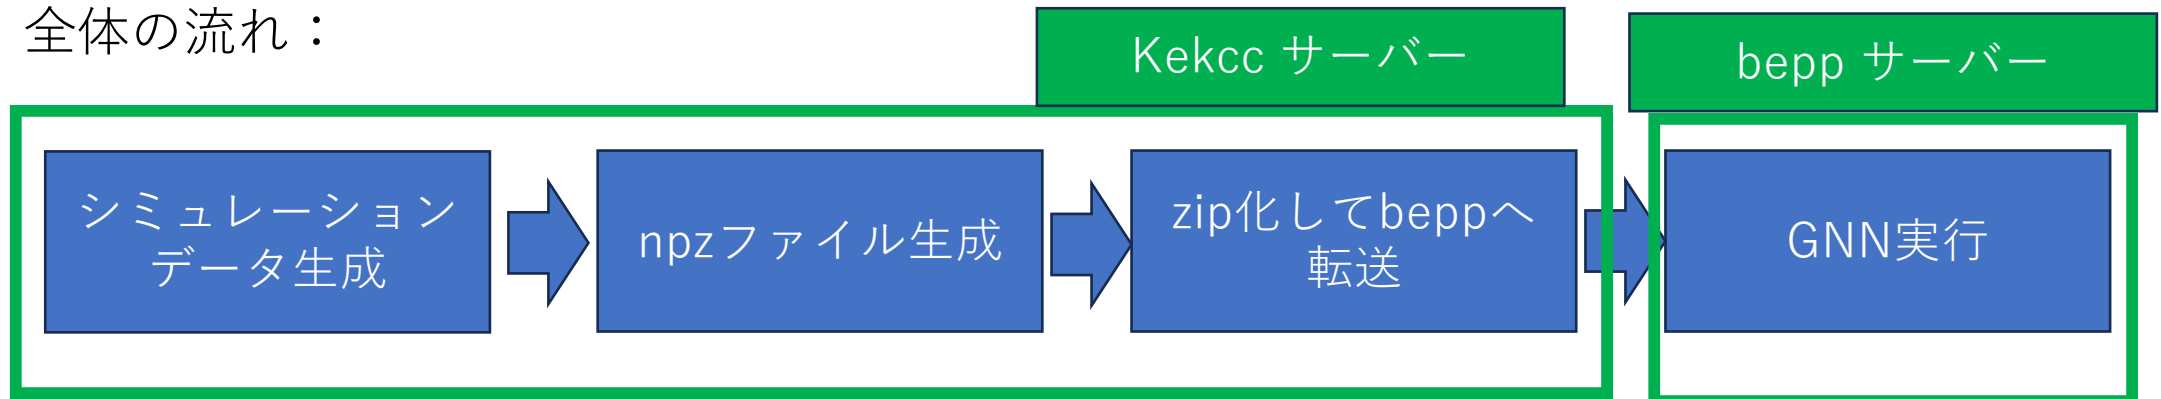 全体の流れ：
Kekcc サーバー
bepp サーバー
シミュレーション
データ生成
npzファイル生成
zip化してbeppへ
転送
GNN実行